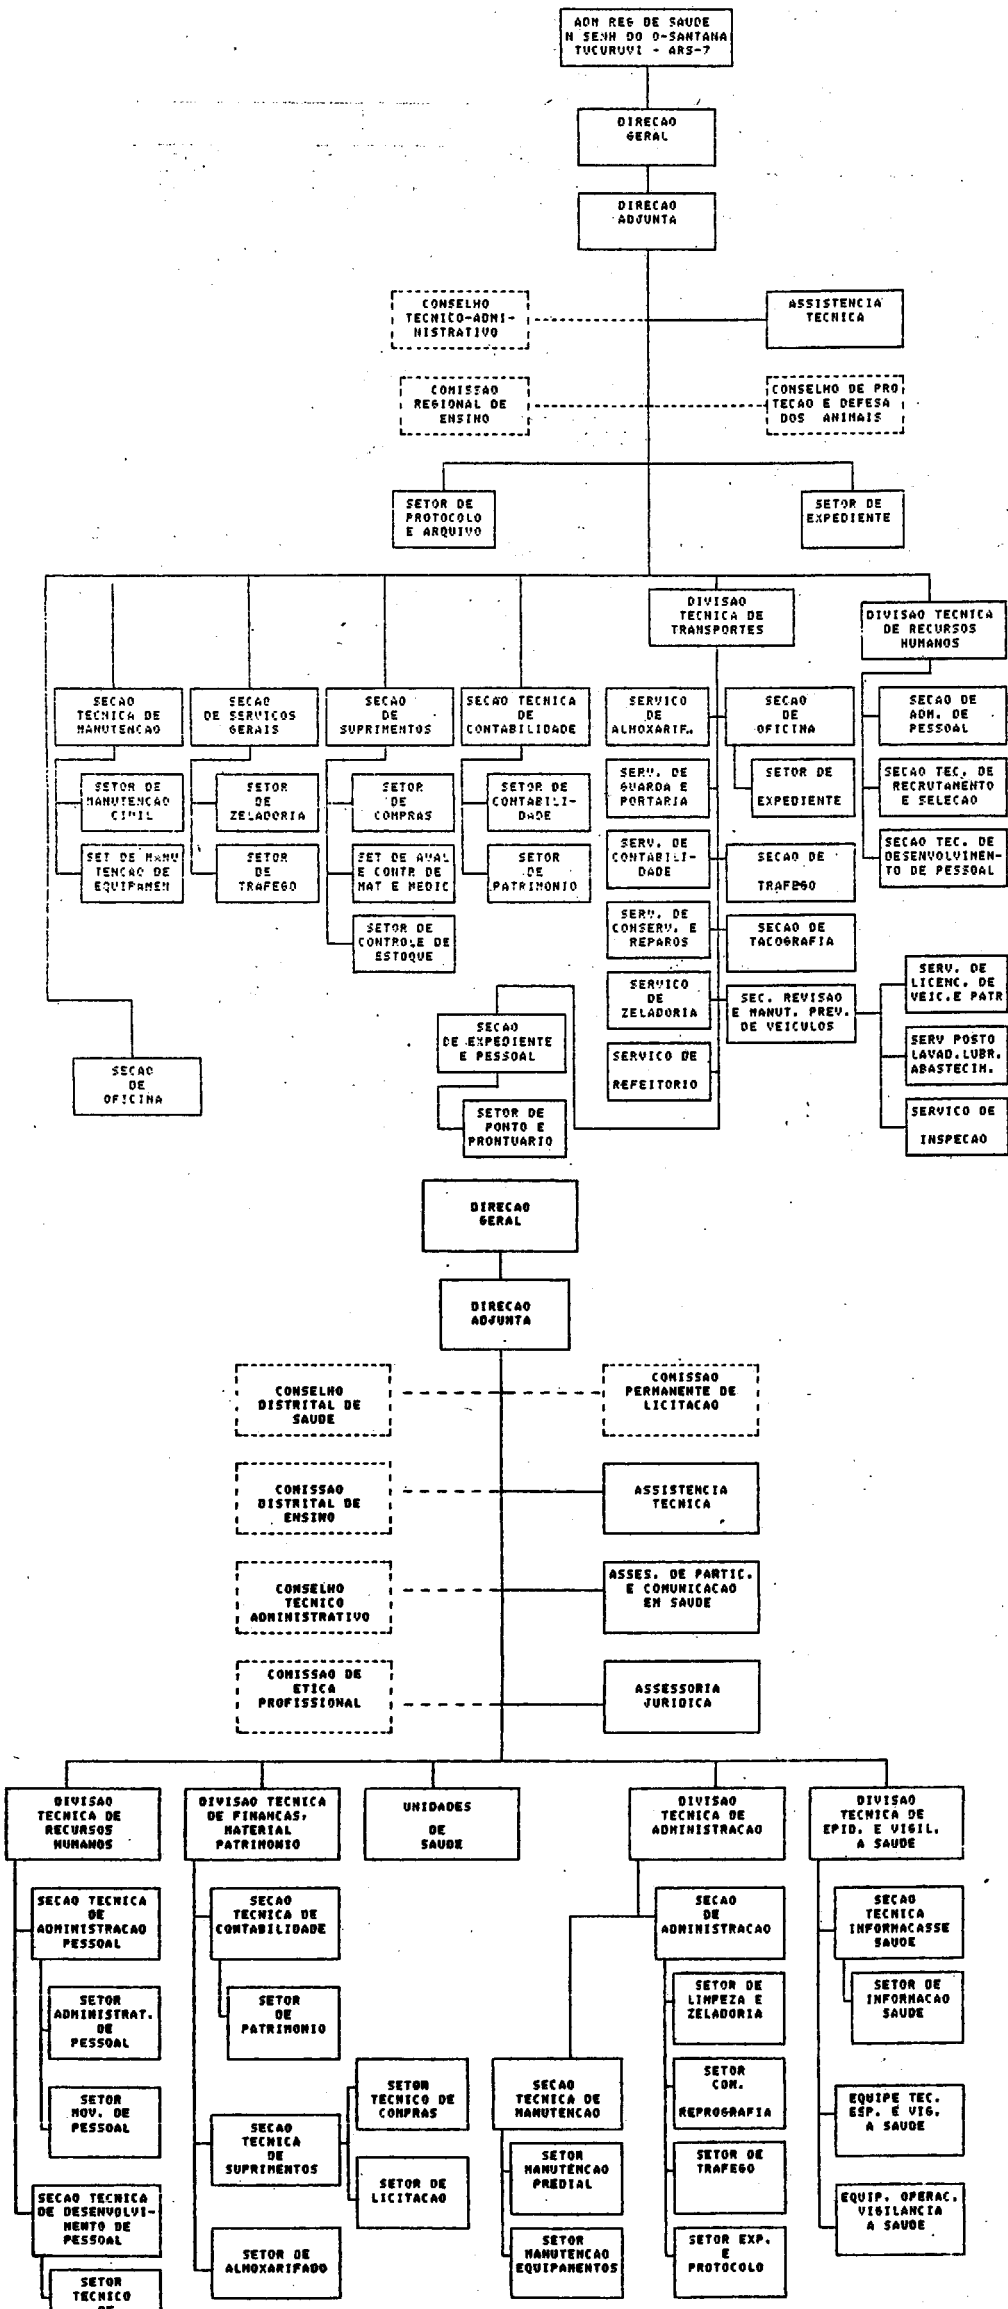 ADM REG DE SAUDE
N SENH DO O-SANTANA
TUCURUVI - ARS-7
DIRECAO
GERAL
DIRECAO
ADJUNTA
CONSELHO
TECNICO-ADMI-
NISTRATIVO
ASSISTENCIA
TECNICA
COMISSAO
REGIONAL DE
ENSINO
CONSELHO DE PRO
TECAO E DEFESA
DOS ANIMAIS
SETOR DE
PROTOCOLO
E ARQUIVO
SETOR DE
EXPEDIENTE
DIVISAO
TECNICA DE
TRANSPORTES
DIVISAO TECNICA
DE RECURSOS
HUMANOS
SECAO
TECNICA DE
MANUTENCAO
SECAO
DE SERVICOS
GERAIS
SECAO
DE
SUPRIMENTOS
SECAO TECNICA
DE
CONTABILIDADE
SERVICO
DE
ALMOXARIF.
SECAO
DE
OFICINA
SECAO DE
ADM. DE
PESSOAL
SETOR DE
MANUTENCAO
CIVIL
SETOR
DE
ZELADORIA
SETOR
DE
COMPRAS
SETOR
DE CONTABILI-
DADE
SERV. DE
GUARDA E
PORTARIA
SETOR DE
EXPEDIENTE
SECAO TEC. DE
RECRUTAMENTO
E SELECAO
SET DE MANU
TENCAO DE
EQUIPAMEN
SETOR
DE
TRAFEGO
SET DE AVAL
E CONTR DE
MAT E MEDIC
SETOR
DE
PATRIMONIO
SERV. DE
CONTABILI-
DADE
SECAO DE
TRAFEGO
SECAO TEC. DE
DESENVOLVIMEN-
TO DE PESSOAL
SETOR DE
CONTROLE DE
ESTOQUE
SERV. DE
CONSERV. E
REPAROS
SECAO DE
TACOGRAFIA
SERVICO
DE
ZELADORIA
SEC. REVISAO
E MANUT. PREV.
DE VEICULOS
SERV. DE
LICENC. DE
VEIC.E PATR
SECAO
DE EXPEDIENTE
E PESSOAL
SERVICO DE
REFEITORIO
SERV POSTO
LAVAD.LUBR.
ABASTECIM.
SECAO
DE
OFICINA
SETOR DE
PONTO E
PRONTUARIO
SERVICO DE
INSPECAO
DIRECAO
GERAL
DIRECAO
ADJUNTA
CONSELHO
DISTRITAL DE
SAUDE
COMISSAO
PERMANENTE DE
LICITACAO
COMISSAO
DISTRITAL DE
ENSINO
ASSISTENCIA
TECNICA
CONSELHO
TECNICO
ADMINISTRATIVO
ASSES. DE PARTIC.
E COMUNICACAO
EM SAUDE
COMISSAO DE
ETICA
PROFISSIONAL
ASSESSORIA
JURIDICA
DIVISAO
TECNICA DE
RECURSOS
HUMANOS
DIVISAO TECNICA
DE FINANCAS,
MATERIAL
PATRIMONIO
UNIDADES
DE
SAUDE
DIVISAO
TECNICA DE
ADMINISTRACAO
DIVISAO
TECNICA DE
EPID. E VIGIL.
A SAUDE
SECAO TECNICA
DE
ADMINISTRACAO
PESSOAL
SECAO
TECNICA DE
CONTABILIDADE
SECAO
DE
ADMINISTRACAO
SECAO
TECNICA
INFORMACASSE
SAUDE
SETOR
ADMINISTRAT.
DE
PESSOAL
SETOR
DE
PATRIMONIO
SETOR DE
LIMPEZA E
ZELADORIA
SETOR DE
INFORMACAO
SAUDE
SETOR
MOV. DE
PESSOAL
SECAO
TECNICA
DE
SUPRIMENTOS
SETOR
TECNICO DE
COMPRAS
SECAO
TECNICA DE
MANUTENCAO
SETOR
COM.
REPROGRAFIA
EQUIPE TEC.
ESP. E VIG.
A SAUDE
SETOR DE
LICITACAO
SETOR
MANUTENCAO
PREDIAL
SETOR DE
TRAFEGO
SECAO TECNICA
DE DESENVOLVI-
MENTO DE
PESSOAL
SETOR DE
ALMOXARIFADO
SETOR
MANUTENCAO
EQUIPAMENTOS
SETOR EXP.
E
PROTOCOLO
EQUIP. OPERAC.
VIGILANCIA
A SAUDE
SETOR
TECNICO
DE